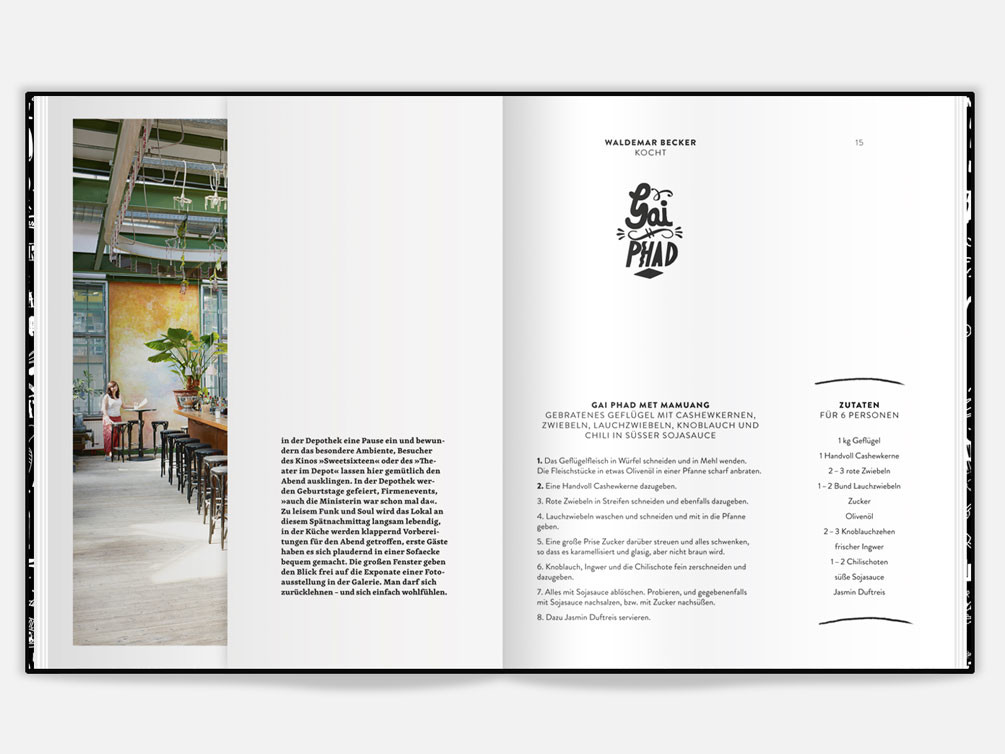 in der Depothek eine Pause ein und bewun-
dern das besondere Ambiente, Besucher
des Kinos »Sweetsixteen« oder des »The-
ater im Depot« lassen hier gemütlich den
Abend ausklingen. In der Depothek wer-
den Geburtstage gefeiert, Firmenevents,
»auch die Ministerin war schon mal da«.
Zu leisem Funk und Soul wird das Lokal an
diesem Spätnachmittag langsam lebendig,
in der Küche werden klappernd Vorberei-
tungen für den Abend getroffen, erste Gäste
haben es sich plaudernd in einer Sofaecke
bequem gemacht. Die großen Fenster geben
den Blick frei auf die Exponate einer Foto-
ausstellung in der Galerie. Man darf sich
zurücklehnen – und sich einfach wohlfühlen.
WALDEMAR BECKER
KOCHT
15
Gai
PHAD
GAI PHAD MET MAMUANG
GEBRATENES GEFLÜGEL MIT CASHEWKERNEN,
ZWIEBELN, LAUCHZWIEBELN, KNOBLAUCH UND
CHILI IN SÜSSER SOJASAUCE
1. Das Geflügelfleisch in Würfel schneiden und in Mehl wenden.
Die Fleischstücke in etwas Olivenöl in einer Pfanne scharf anbraten.
2. Eine Handvoll Cashewkerne dazugeben.
3. Rote Zwiebeln in Streifen schneiden und ebenfalls dazugeben.
4. Lauchzwiebeln waschen und schneiden und mit in die Pfanne
geben.
5. Eine große Prise Zucker darüber streuen und alles schwenken,
so dass es karamellisiert und glasig, aber nicht braun wird.
6. Knoblauch, Ingwer und die Chilischote fein zerschneiden und
dazugeben.
7. Alles mit Sojasauce ablöschen. Probieren, und gegebenenfalls
mit Sojasauce nachsalzen, bzw. mit Zucker nachsüßen.
8. Dazu Jasmin Duftreis servieren.
ZUTATEN
FÜR 6 PERSONEN
1 kg Geflügel
1 Handvoll Cashewkerne
2 – 3 rote Zwiebeln
1 – 2 Bund Lauchzwiebeln
Zucker
Olivenöl
2 – 3 Knoblauchzehen
frischer Ingwer
1 – 2 Chilischoten
süße Sojasauce
Jasmin Duftreis